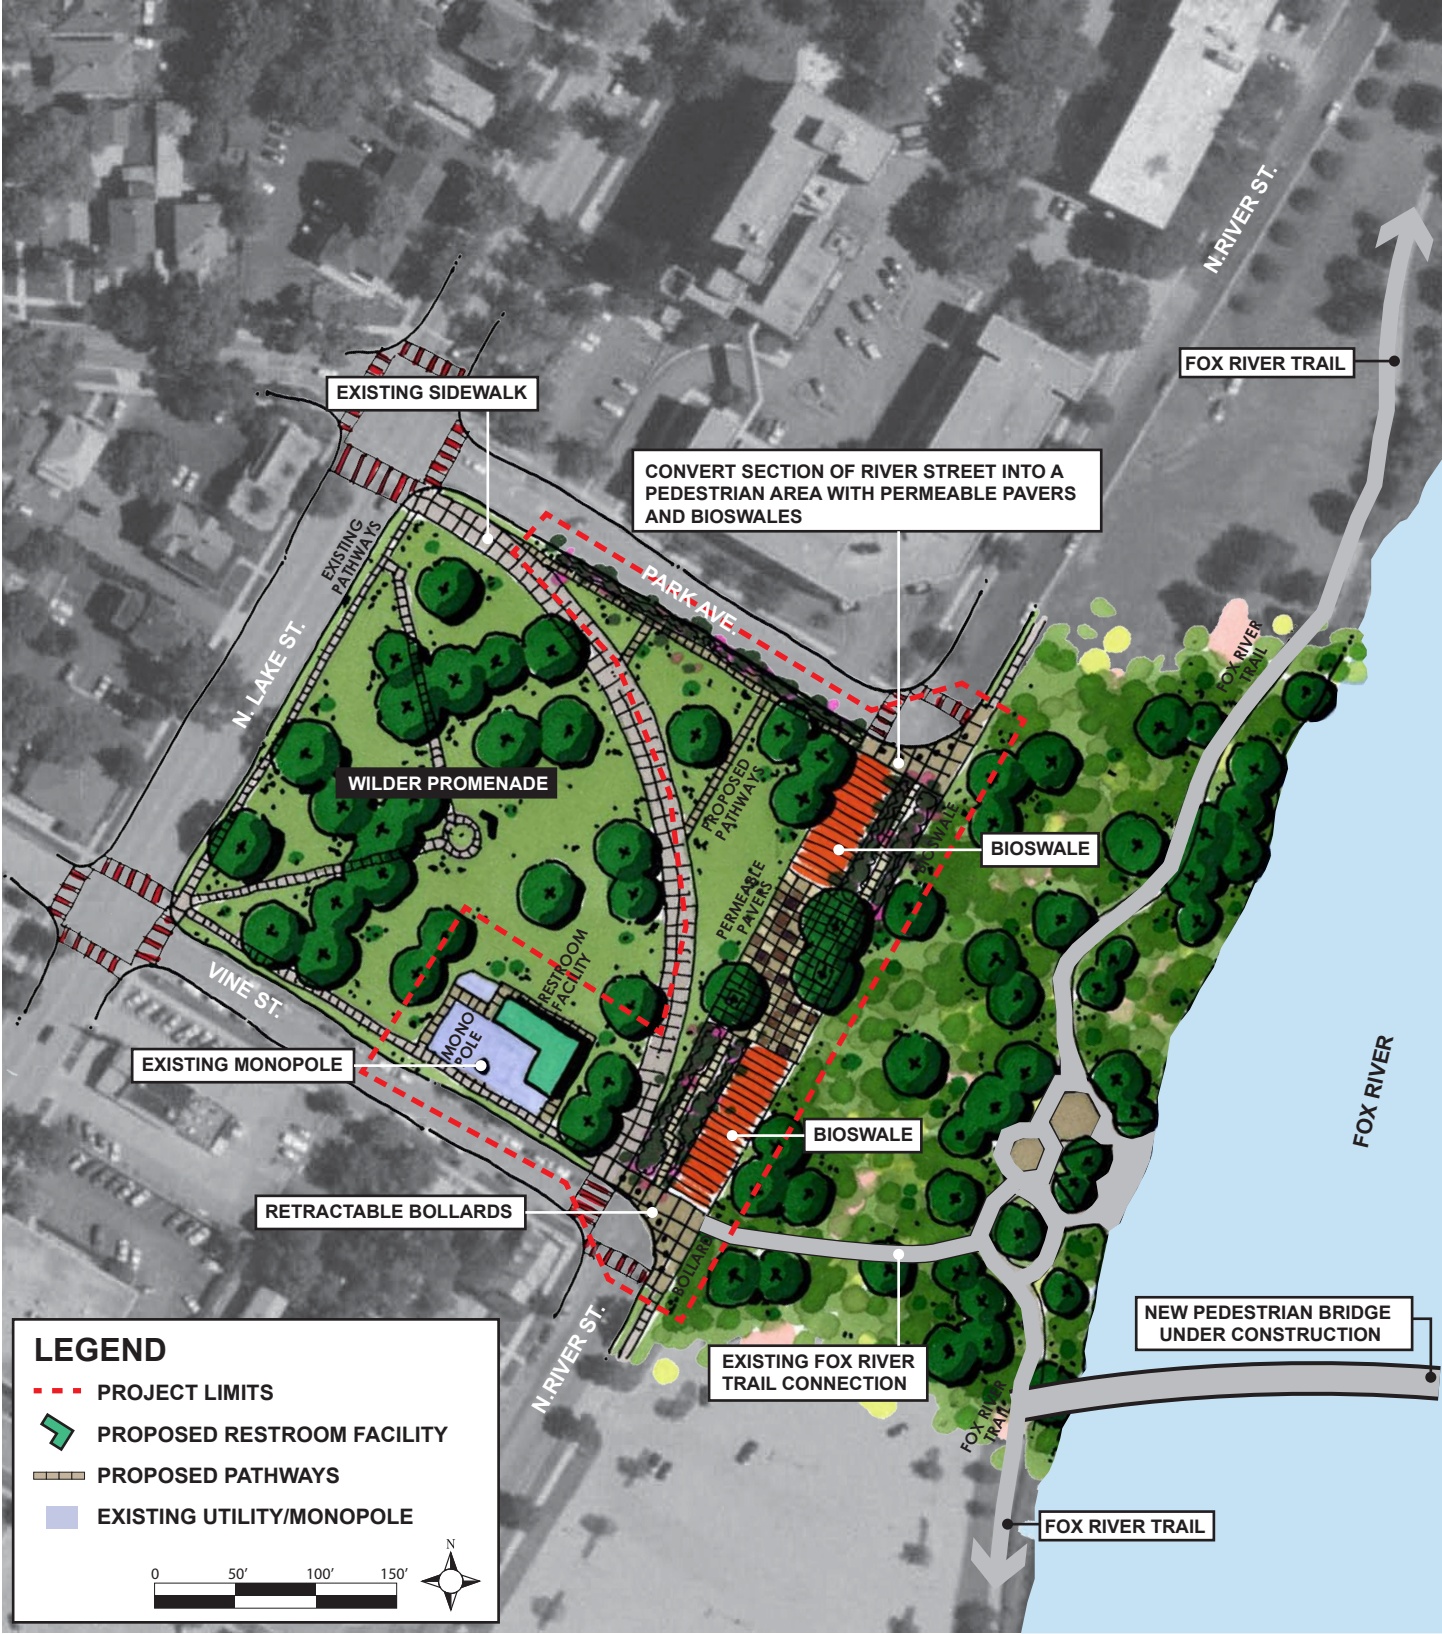 N.RIVER ST.
FOX RIVER TRAIL
EXISTING SIDEWALK
CONVERT SECTION OF RIVER STREET INTO A
PEDESTRIAN AREA WITH PERMEABLE PAVERS
AND BIOSWALES
EXISTING
PATHWAYS
PARK AVE.
FOX RIVER
TRAIL
N. LAKE ST.
WILDER PROMENADE
PROPOSED
PATHWAYS
BIOSWALE
BIOSWALE
PERMEABLE
PAVERS
RESTROOM
FACILITY
VINE ST.
MONO
POLE
EXISTING MONOPOLE
FOX RIVER
BIOSWALE
RETRACTABLE BOLLARDS
BOLLARD
EXISTING FOX RIVER
TRAIL CONNECTION
NEW PEDESTRIAN BRIDGE
UNDER CONSTRUCTION
N.RIVER ST.
FOX RIVER
TRAIL
FOX RIVER TRAIL
LEGEND
PROJECT LIMITS
PROPOSED RESTROOM FACILITY
PROPOSED PATHWAYS
EXISTING UTILITY/MONOPOLE
0 50' 100' 150'
N